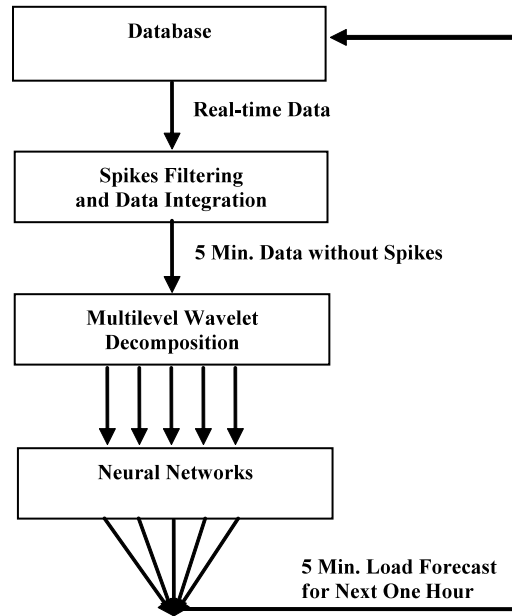 Database
Real-time Data
Spikes Filtering
and Data Integration
5 Min. Data without Spikes
Multilevel Wavelet
Decomposition
Neural Networks
5 Min. Load Forecast
for Next One Hour